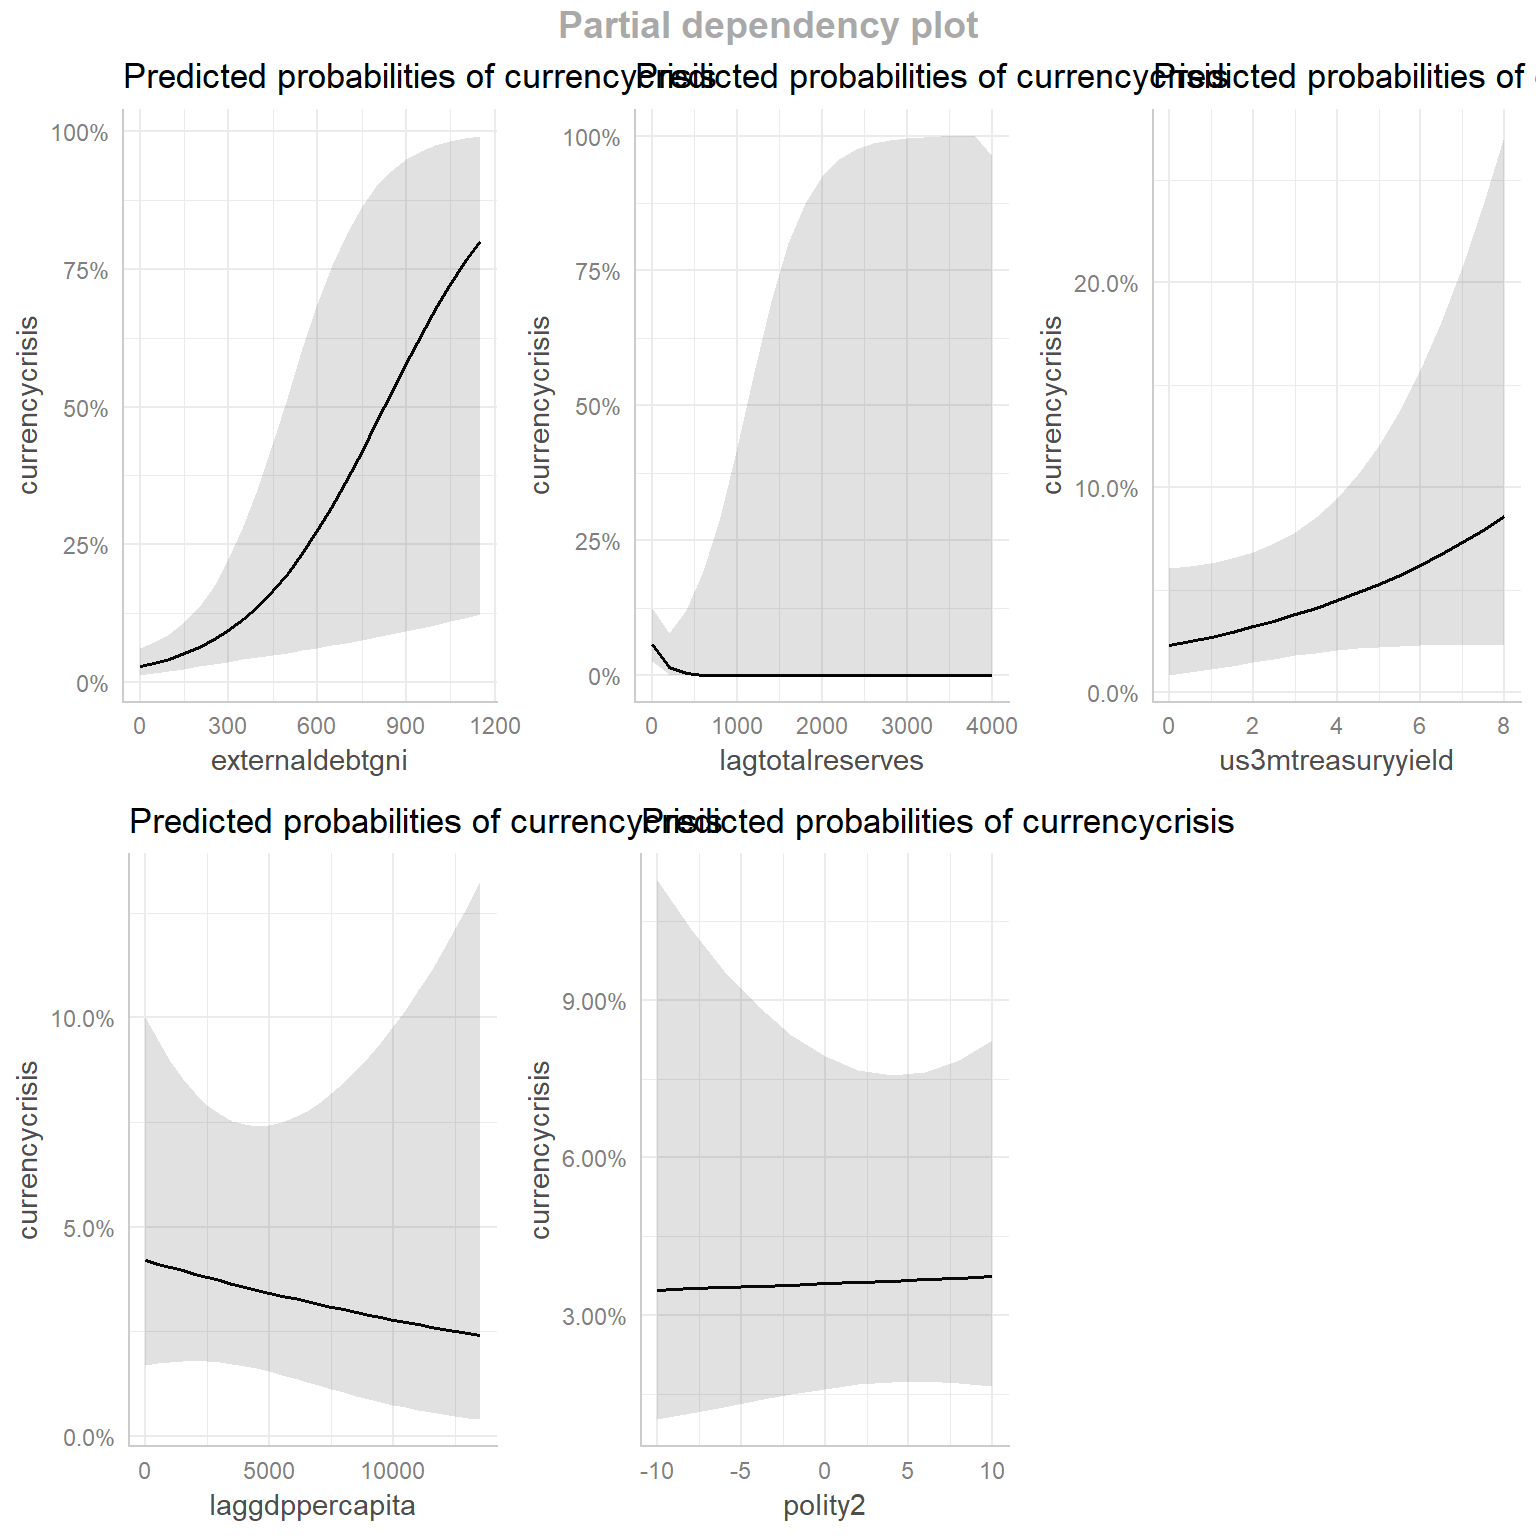 Partial dependency plot
Predicted probabilities of currencycrisis
currencycrisis
100%
75%
50%
25%
0%
0 300 600 900 1200
externaldebtgni
Predicted probabilities of currencycrisis
currencycrisis
100%
75%
50%
25%
0%
0 1000 2000 3000 4000
lagtotalreserves
Predicted probabilities of
currencycrisis
20.0%
10.0%
0.0%
0 2 4 6 8
us3mtreasuryyield
Predicted probabilities of currencycrisis
currencycrisis
10.0%
5.0%
0.0%
0 5000 10000
laggdppercapita
Predicted probabilities of currencycrisis
currencycrisis
9.00%
6.00%
3.00%
-10 -5 0 5 10
polity2